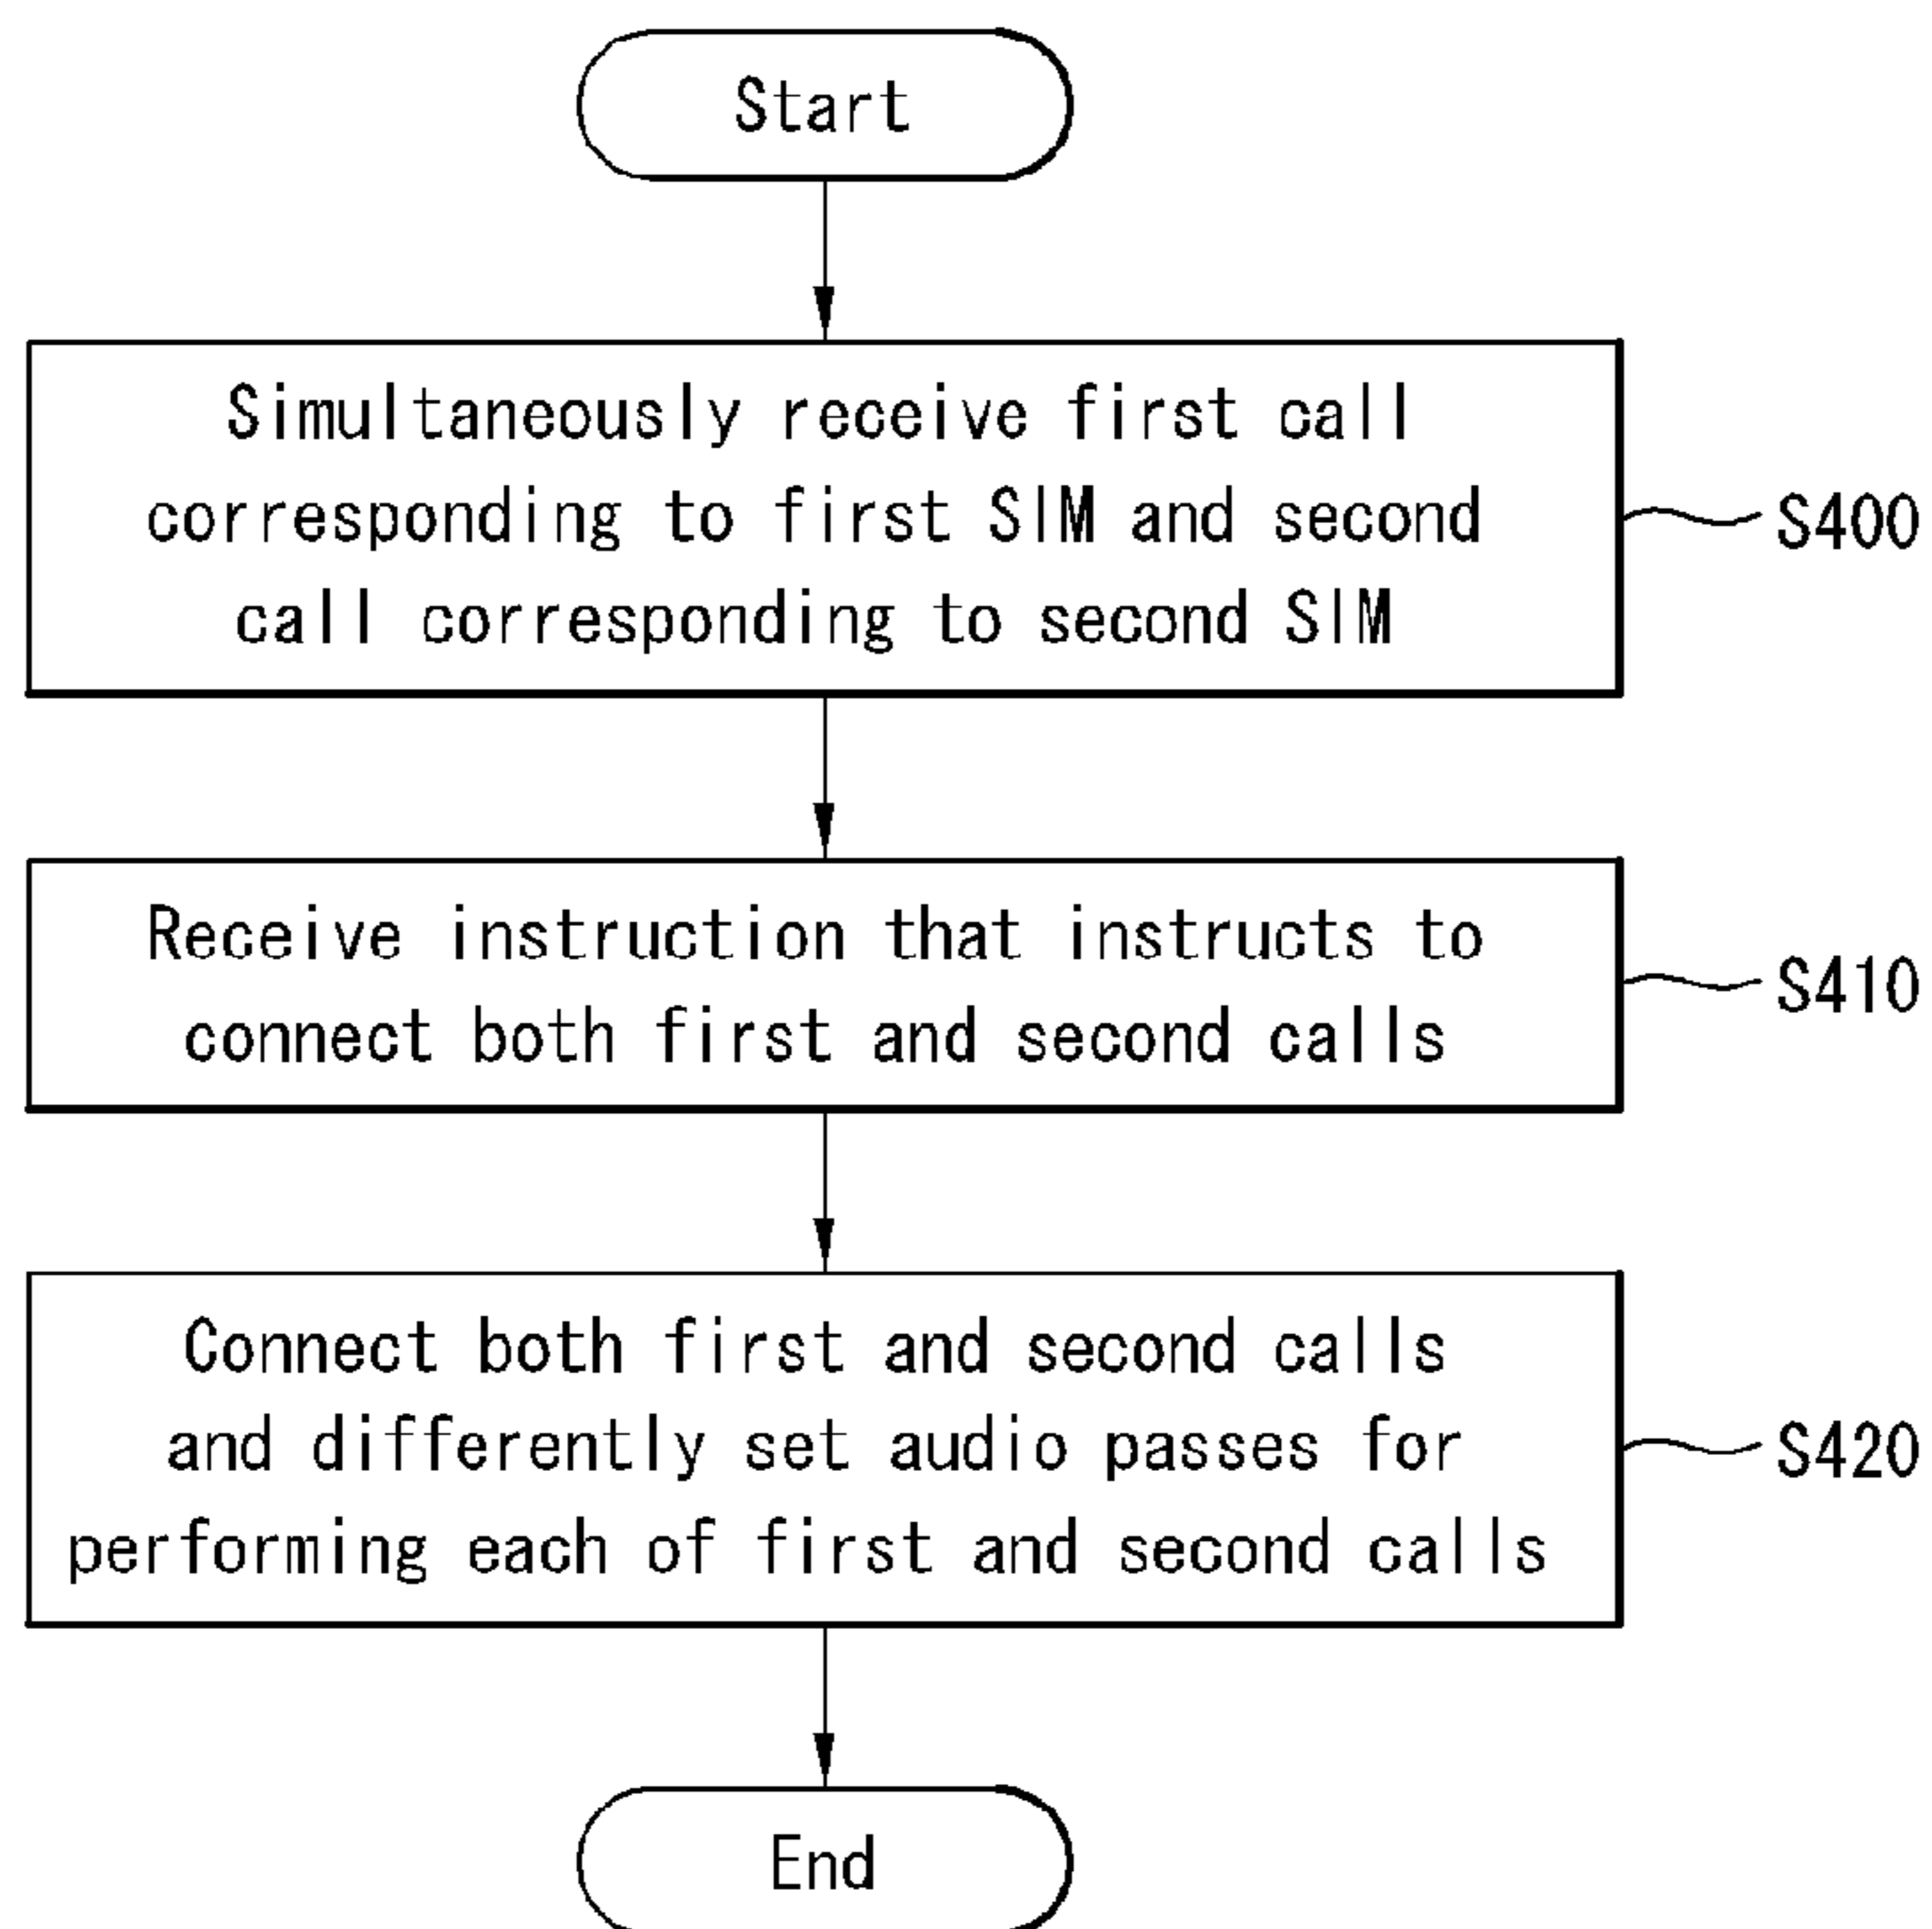 Start
Simultaneously receive first call
corresponding to first SIM and second
call corresponding to second SIM
S400
Receive instruction that instructs to
connect both first and second calls
S410
Connect both first and second calls
and differently set audio passes for
performing each of first and second calls
S420
End